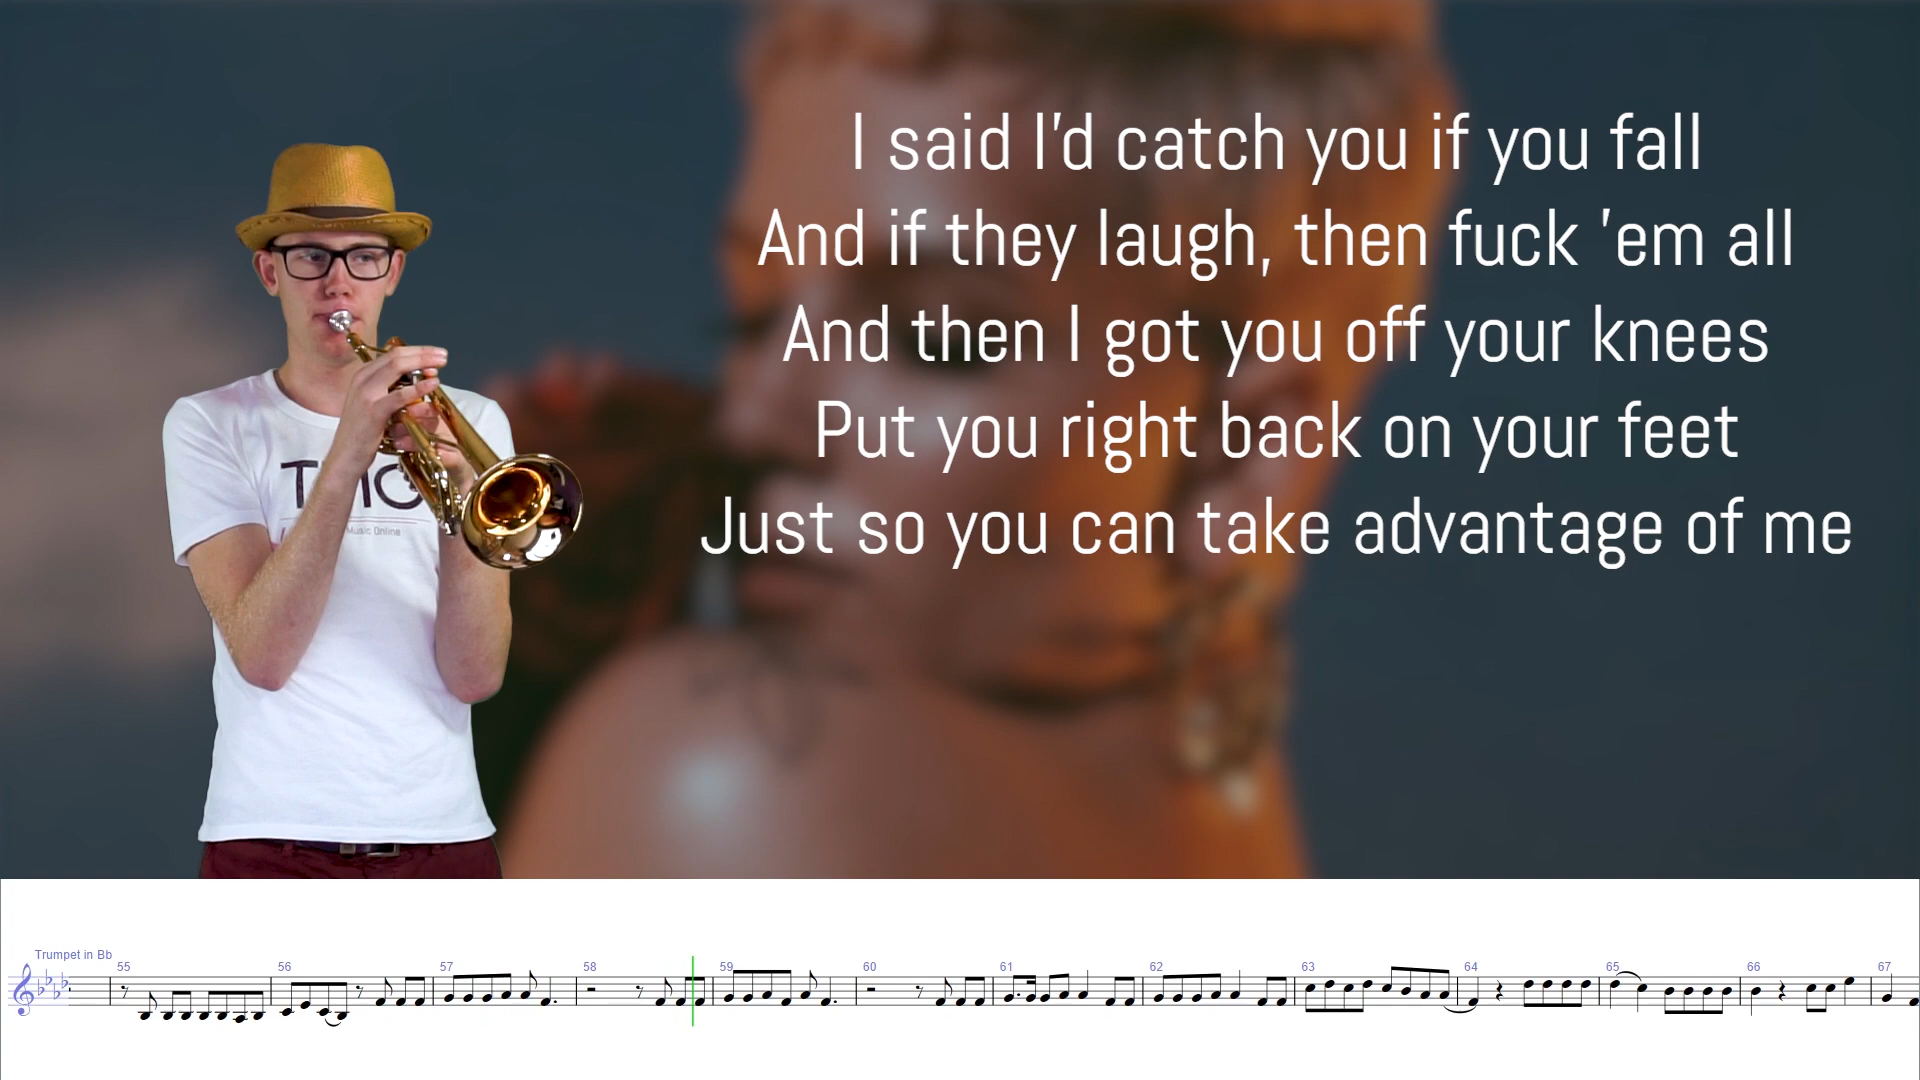 I said I'd catch you if you fall
And if they laugh, then fuck 'em all
And then I got you off your knees
Put you right back on your feet
Just so you can take advantage of me
Music Online
Trumpet in Bb
55 56 57 58 59 60 61 62 63 64 65 66 67